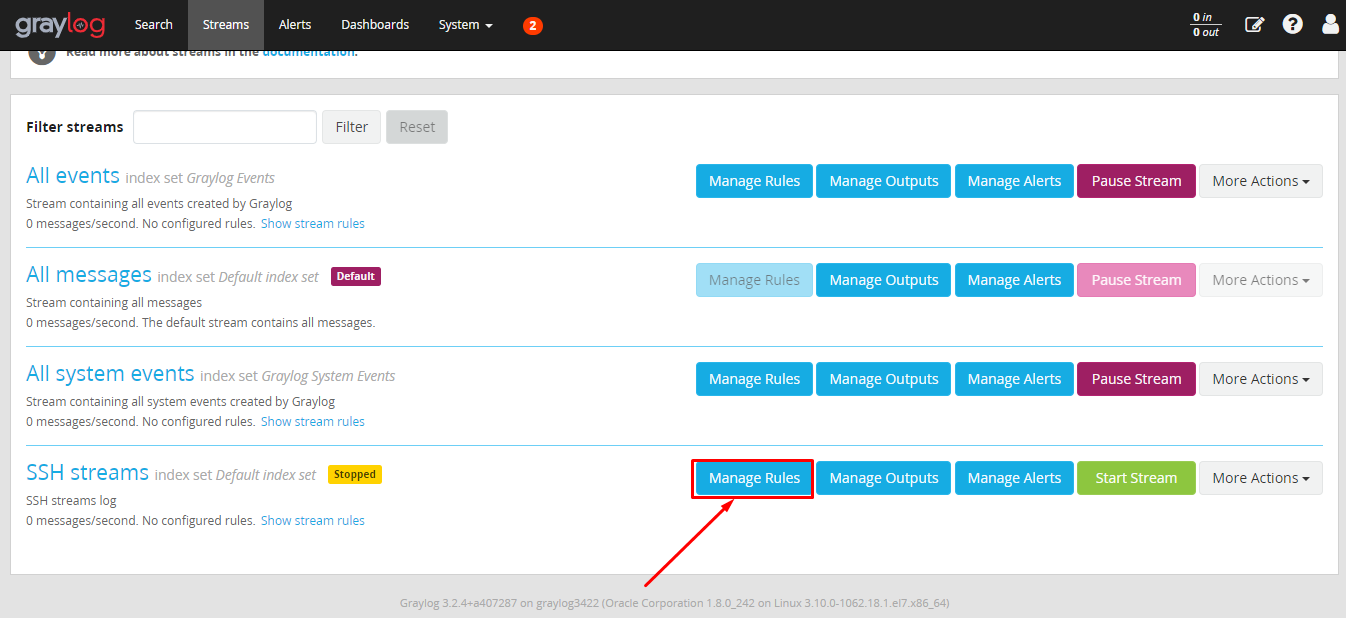 graylog Search Streams Alerts Dashboards System 2 0 in
0 out
Read more about streams in the documentation.
Filter streams Filter Reset
All events index set Graylog Events Manage Rules Manage Outputs Manage Alerts Pause Stream More Actions
Stream containing all events created by Graylog
0 messages/second. No configured rules. Show stream rules
All messages index set Default index set Default Manage Rules Manage Outputs Manage Alerts Pause Stream More Actions
Stream containing all messages
0 messages/second. The default stream contains all messages.
All system events index set Graylog System Events Manage Rules Manage Outputs Manage Alerts Pause Stream More Actions
Stream containing all system events created by Graylog
0 messages/second. No configured rules. Show stream rules
SSH streams index set Default index set Stopped Manage Rules Manage Outputs Manage Alerts Start Stream More Actions
SSH streams log
0 messages/second. No configured rules. Show stream rules
Graylog 3.2.4+a407287 on graylog3422 (Oracle Corporation 1.8.0_242 on Linux 3.10.0-1062.18.1.el7.x86_64)